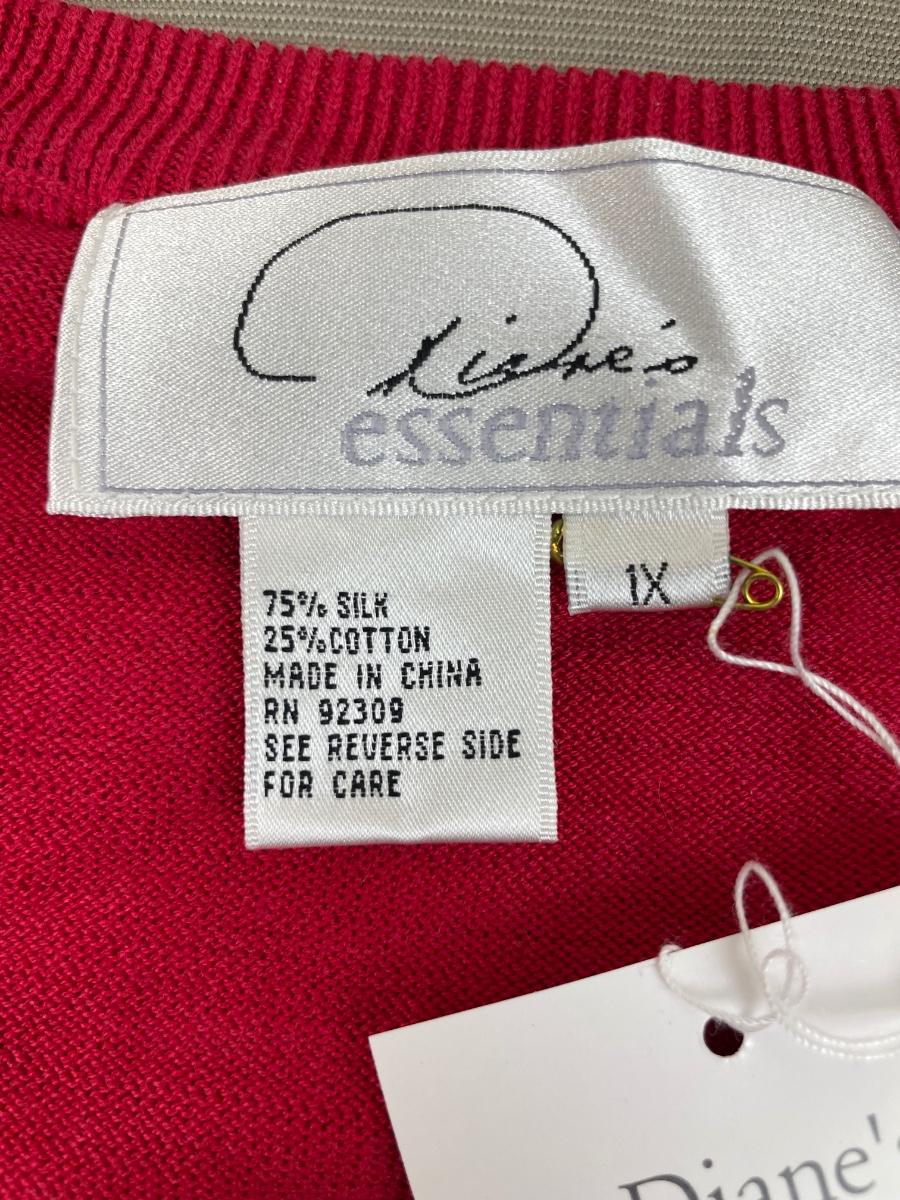 Diane's
essentials
75% SILK
25% COTTON
MADE IN CHINA
RN 92309
SEE REVERSE SIDE
FOR CARE
1X
Diane's